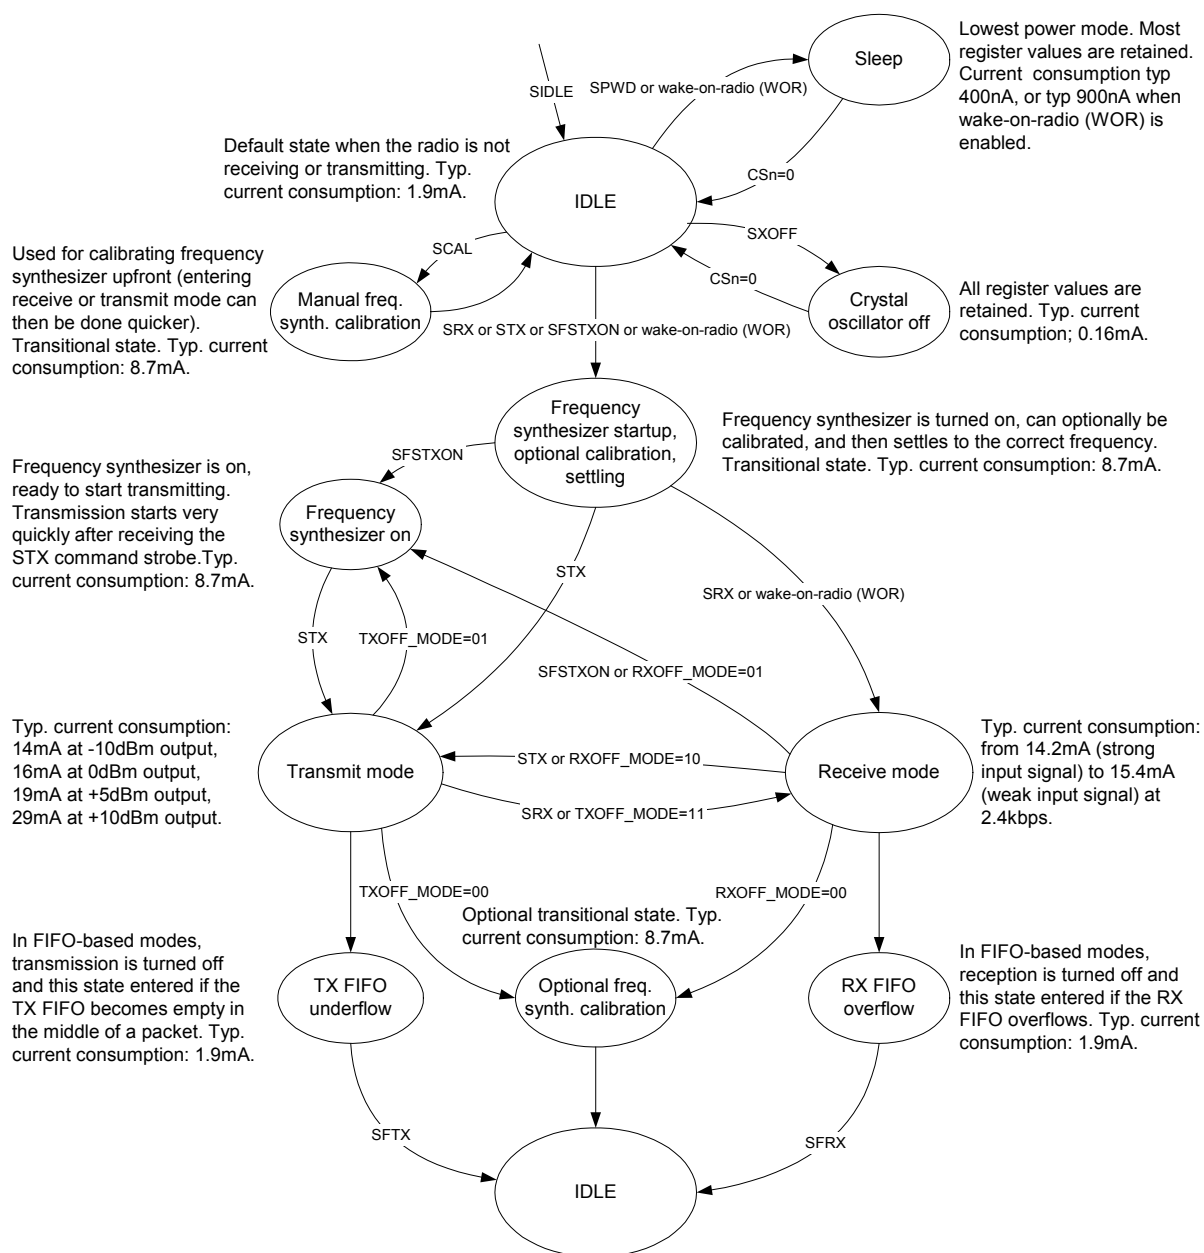 Lowest power mode. Most
register values are retained.
Current  consumption typ
400nA, or typ 900nA when
wake-on-radio (WOR) is
enabled.
Sleep
SPWD or wake-on-radio (WOR)
SIDLE
Default state when the radio is not
receiving or transmitting. Typ.
current consumption: 1.9mA.
CSn=0
IDLE
SXOFF
SCAL
CSn=0
Used for calibrating frequency
synthesizer upfront (entering
receive or transmit mode can
then be done quicker).
Transitional state. Typ. current
consumption: 8.7mA.
Manual freq.
synth. calibration
Crystal
oscillator off
All register values are
retained. Typ. current
consumption; 0.16mA.
SRX or STX or SFSTXON or wake-on-radio (WOR)
Frequency
synthesizer startup,
optional calibration,
settling
Frequency synthesizer is turned on, can optionally be
calibrated, and then settles to the correct frequency.
Transitional state. Typ. current consumption: 8.7mA.
SFSTXON
Frequency synthesizer is on,
ready to start transmitting.
Transmission starts very
quickly after receiving the
STX command strobe.Typ.
current consumption: 8.7mA.
Frequency
synthesizer on
STX
SRX or wake-on-radio (WOR)
STX
TXOFF_MODE=01
SFSTXON or RXOFF_MODE=01
Typ. current consumption:
14mA at -10dBm output,
16mA at 0dBm output,
19mA at +5dBm output,
29mA at +10dBm output.
Transmit mode
STX or RXOFF_MODE=10
SRX or TXOFF_MODE=11
Receive mode
Typ. current consumption:
from 14.2mA (strong
input signal) to 15.4mA
(weak input signal) at
2.4kbps.
TXOFF_MODE=00
RXOFF_MODE=00
Optional transitional state. Typ.
current consumption: 8.7mA.
In FIFO-based modes,
transmission is turned off
and this state entered if the
TX FIFO becomes empty in
the middle of a packet. Typ.
current consumption: 1.9mA.
TX FIFO
underflow
Optional freq.
synth. calibration
RX FIFO
overflow
In FIFO-based modes,
reception is turned off and
this state entered if the RX
FIFO overflows. Typ. current
consumption: 1.9mA.
SFTX
SFRX
IDLE